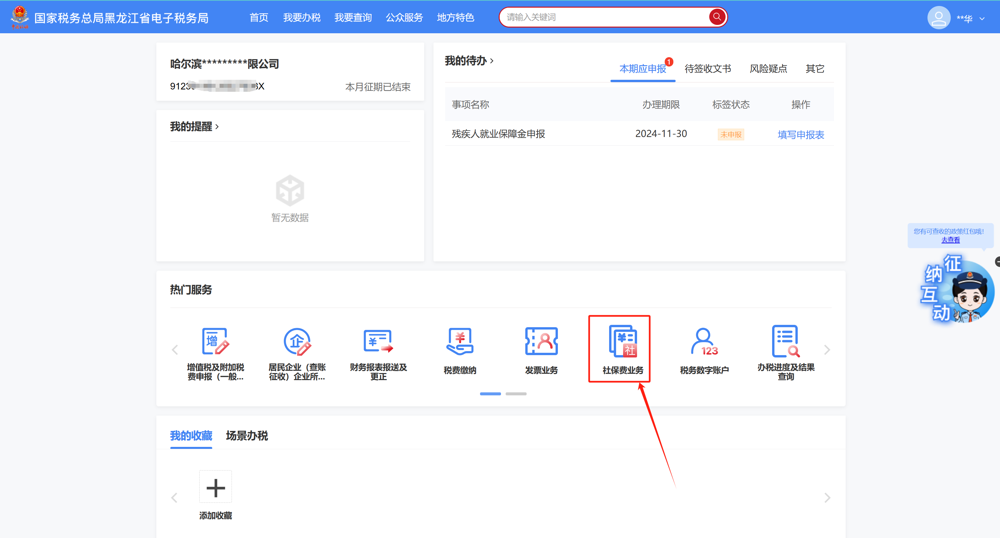 国家税务总局黑龙江省电子税务局
首页 我要办税 我要查询 公众服务 地方特色
请输入关键词
**华
哈尔滨*********限公司
本月征期已结束
我的提醒
暂无数据
我的待办
本期应申报 1 待签收文书 风险疑点 其它
事项名称 办理期限 标签状态 操作
残疾人就业保障金申报 2024-11-30 未申报 填写申报表
您有可查收的政策红包哦!
去查看
征纳互动
热门服务
增
企
¥
¥
¥
社
123
增值税及附加税
费申报（一般...
居民企业（查账
征收）企业所...
财务报表报送及
更正
税费缴纳
发票业务
社保费业务
税务数字账户
办税进度及结果
查询
我的收藏 场景办税
添加收藏